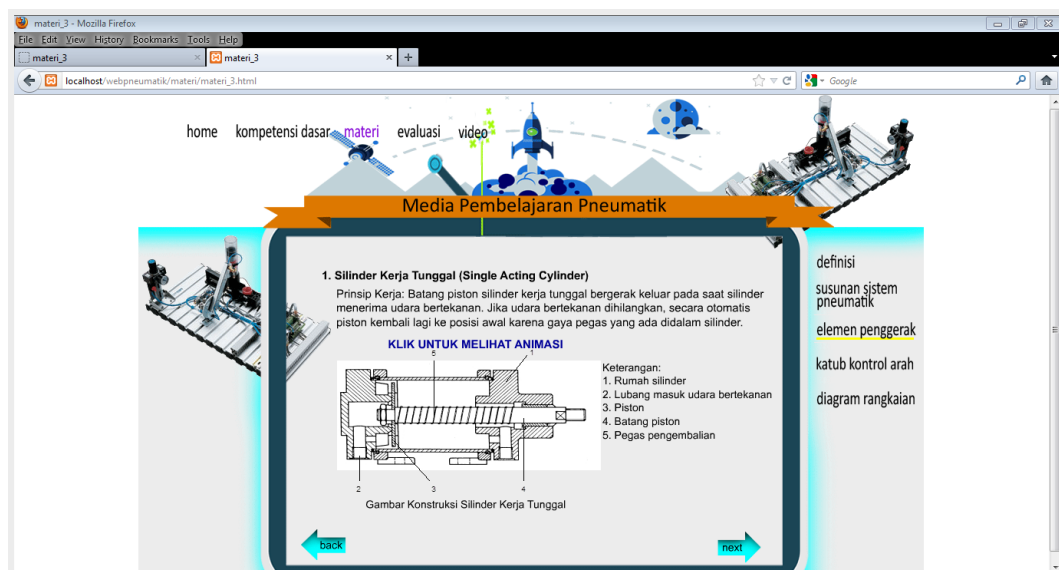 materi_3 - Mozilla Firefox
File Edit View History Bookmarks Tools Help
materi_3
materi_3
localhost/webpneumatik/materi/materi_3.html
Google
home kompetensi dasar materi evaluasi video
Media Pembelajaran Pneumatik
1. Silinder Kerja Tunggal (Single Acting Cylinder)
Prinsip Kerja: Batang piston silinder kerja tunggal bergerak keluar pada saat silinder
menerima udara bertekanan. Jika udara bertekanan dihilangkan, secara otomatis
piston kembali lagi ke posisi awal karena gaya pegas yang ada didalam silinder.
KLIK UNTUK MELIHAT ANIMASI
5 1
2 3 4
Gambar Konstruksi Silinder Kerja Tunggal
Keterangan:
1. Rumah silinder
2. Lubang masuk udara bertekanan
3. Piston
4. Batang piston
5. Pegas pengembalian
back
next
definisi
susunan sistem
pneumatik
elemen penggerak
katub kontrol arah
diagram rangkaian